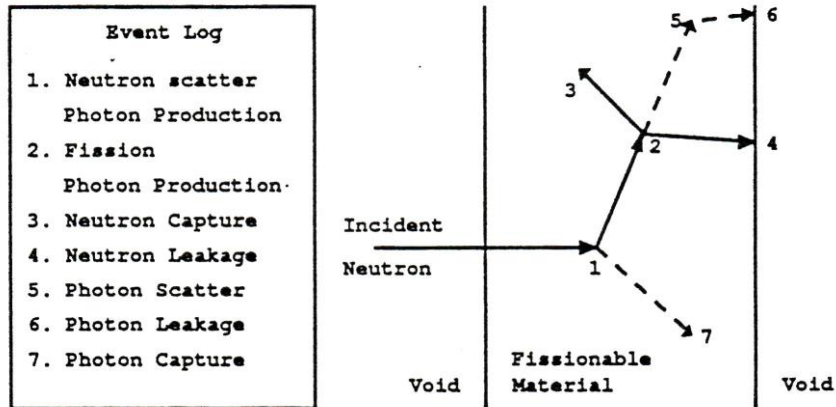 Event Log
1. Neutron scatter
Photon Production
2. Fission
Photon Production
3. Neutron Capture
4. Neutron Leakage
5. Photon Scatter
6. Photon Leakage
7. Photon Capture
Incident
Neutron
1
2
3
4
5
6
7
Void
Fissionable
Material
Void